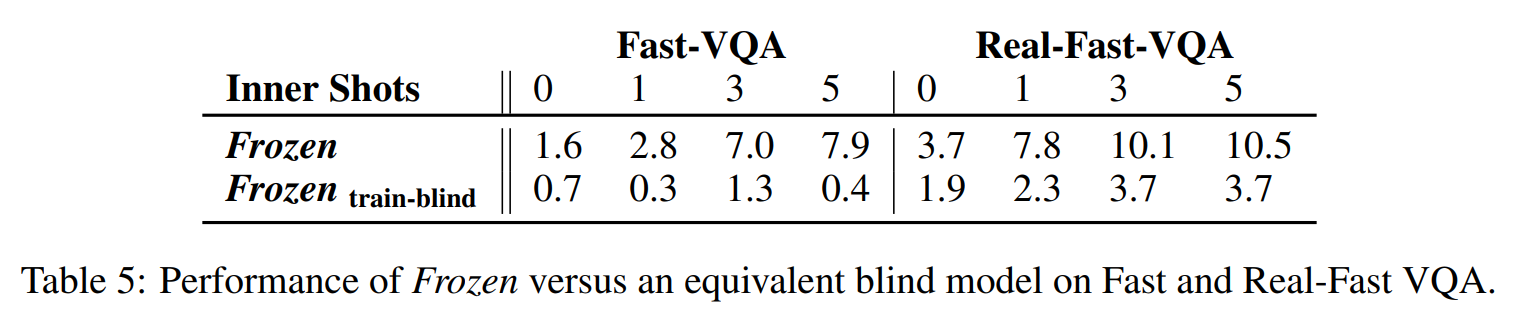 Fast-VQA Real-Fast-VQA
Inner Shots 0 1 3 5 0 1 3 5
Frozen 1.6 2.8 7.0 7.9 3.7 7.8 10.1 10.5
Frozen train-blind 0.7 0.3 1.3 0.4 1.9 2.3 3.7 3.7
Table 5: Performance of Frozen versus an equivalent blind model on Fast and Real-Fast VQA.